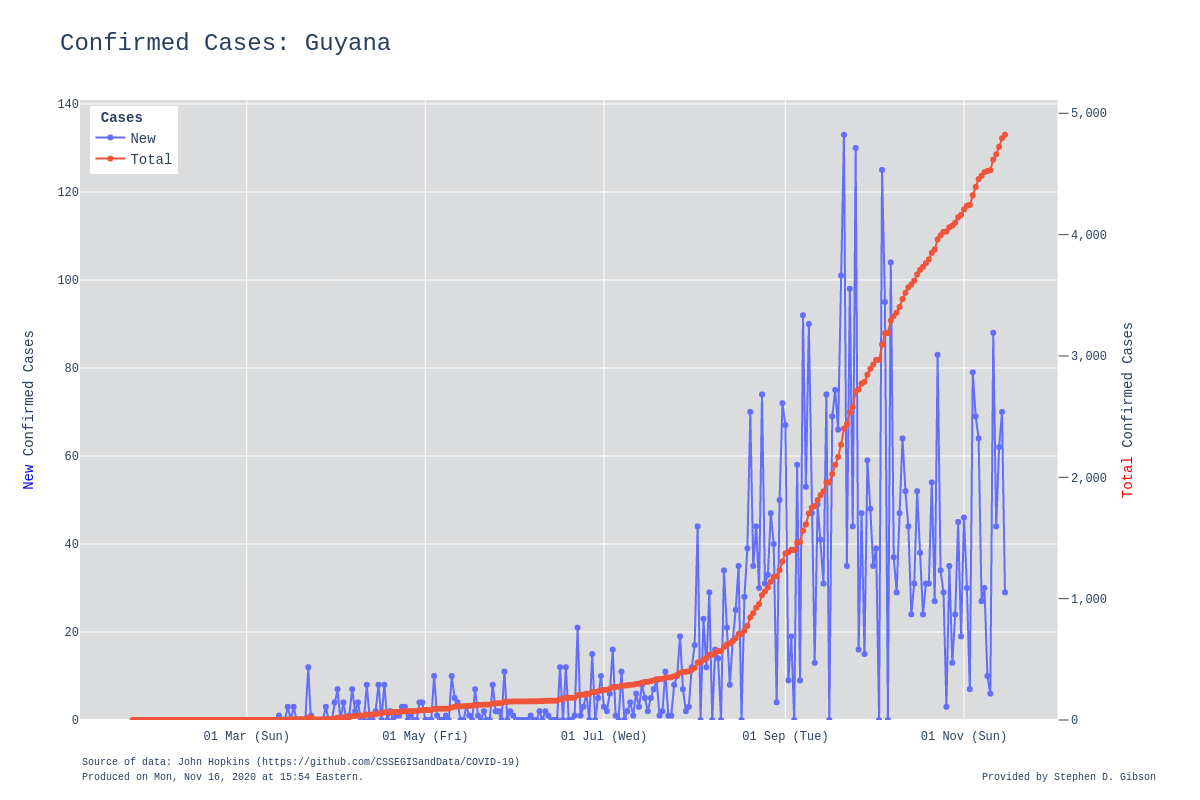 Confirmed Cases: Guyana
Cases
New
Total
140
120
100
80
60
40
20
0
5,000
4,000
3,000
2,000
1,000
0
New Confirmed Cases
Total Confirmed Cases
01 Mar (Sun)
01 May (Fri)
01 Jul (Wed)
01 Sep (Tue)
01 Nov (Sun)
Source of data: John Hopkins (https://github.com/CSSEGISandData/COVID-19)
Produced on Mon, Nov 16, 2020 at 15:54 Eastern.
Provided by Stephen D. Gibson